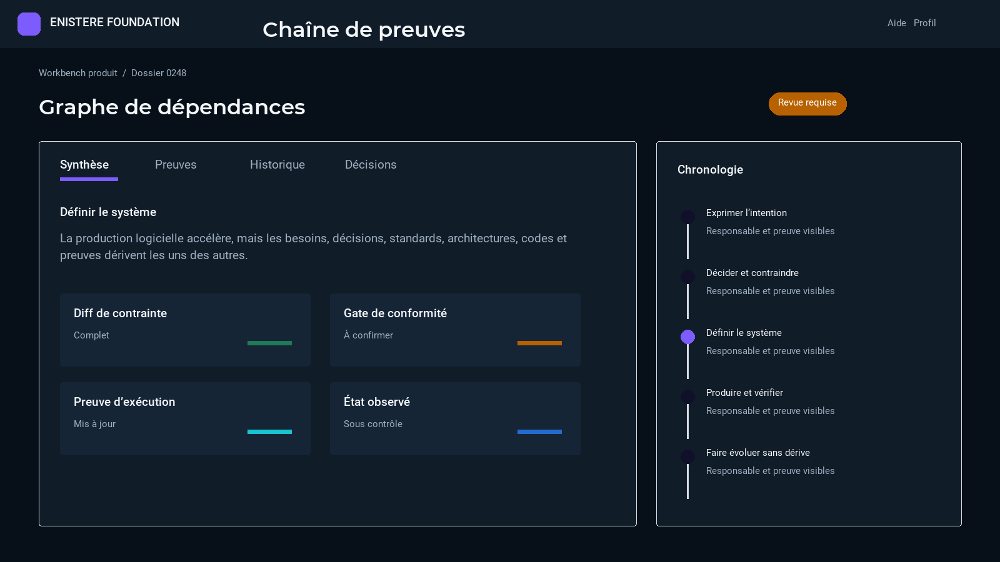 ENISTERE FOUNDATION
Chaîne de preuves
Aide Profil
Workbench produit / Dossier 0248
Graphe de dépendances
Revue requise
Synthèse Preuves Historique Décisions
Définir le système
La production logicielle accélère, mais les besoins, décisions, standards, architectures, codes et
preuves dérivent les uns des autres.
Diff de contrainte
Complet
Gate de conformité
À confirmer
Preuve d’exécution
Mis à jour
État observé
Sous contrôle
Chronologie
Exprimer l’intention
Responsable et preuve visibles
Décider et contraindre
Responsable et preuve visibles
Définir le système
Responsable et preuve visibles
Produire et vérifier
Responsable et preuve visibles
Faire évoluer sans dérive
Responsable et preuve visibles